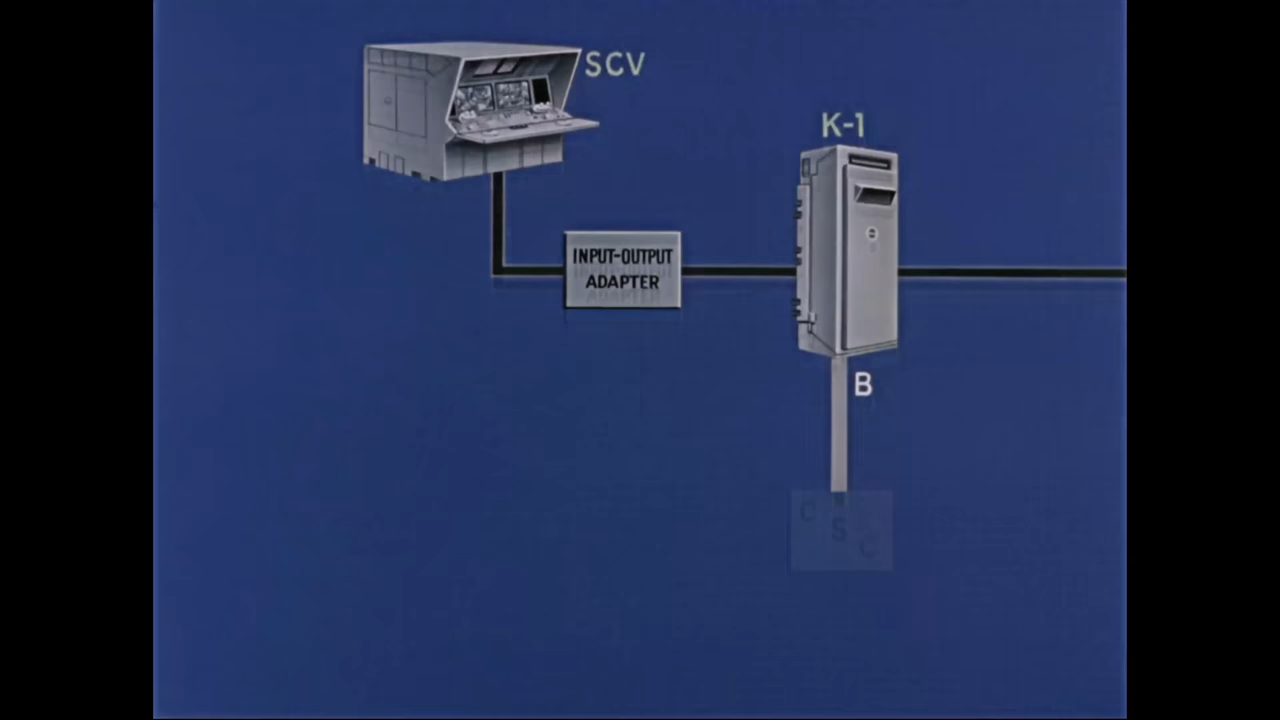 SCV
K-1
INPUT-OUTPUT
ADAPTER
B
C
S
C